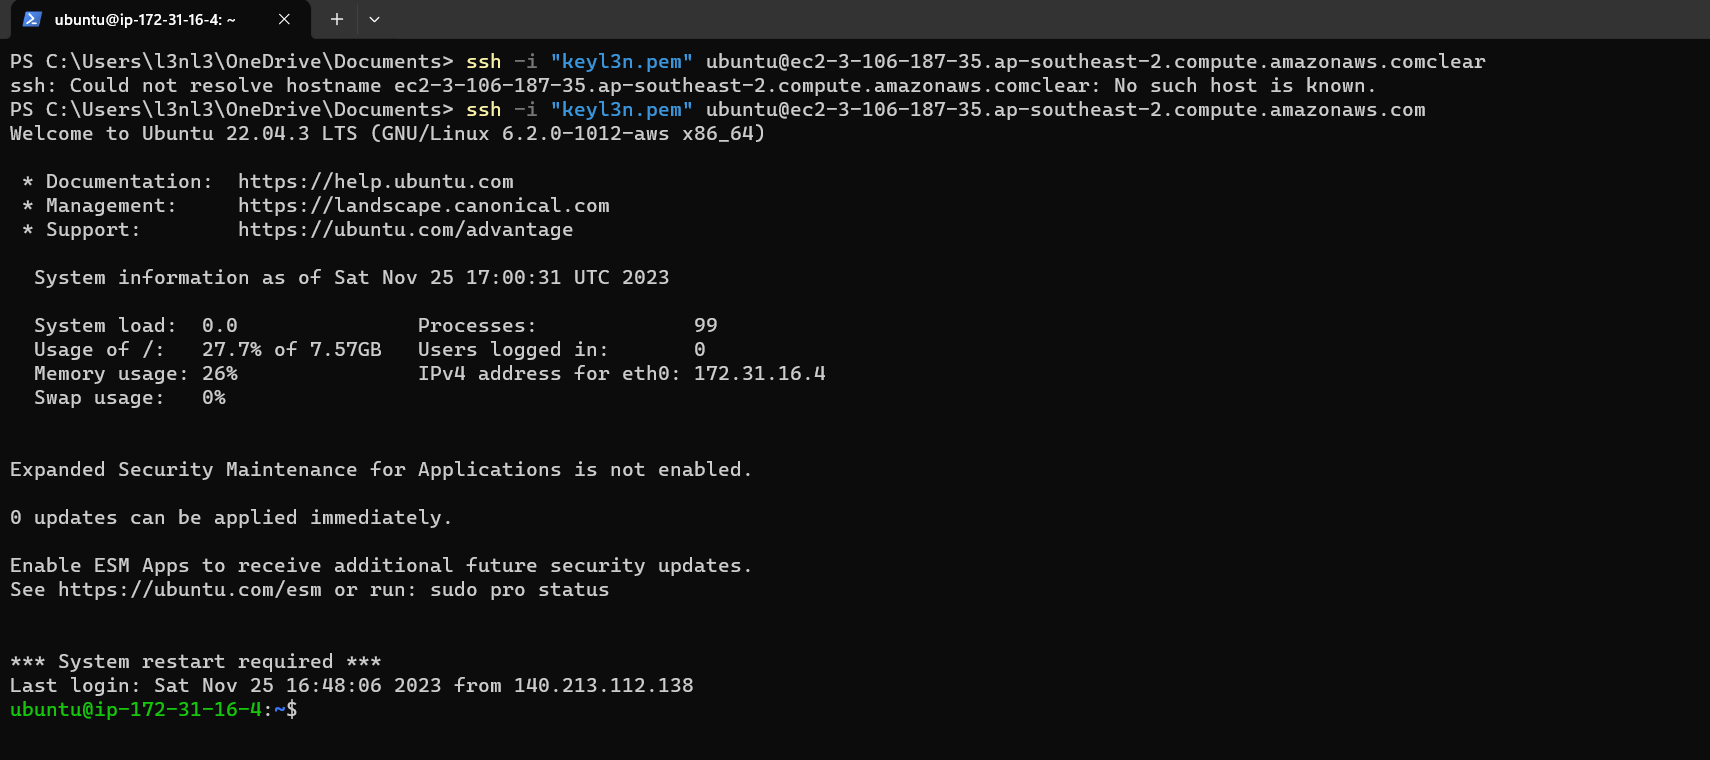 ubuntu@ip-172-31-16-4: ~
PS C:\Users\l3nl3\OneDrive\Documents> ssh -i "keyl3n.pem" ubuntu@ec2-3-106-187-35.ap-southeast-2.compute.amazonaws.comclear
ssh: Could not resolve hostname ec2-3-106-187-35.ap-southeast-2.compute.amazonaws.comclear: No such host is known.
PS C:\Users\l3nl3\OneDrive\Documents> ssh -i "keyl3n.pem" ubuntu@ec2-3-106-187-35.ap-southeast-2.compute.amazonaws.com
Welcome to Ubuntu 22.04.3 LTS (GNU/Linux 6.2.0-1012-aws x86_64)
* Documentation:  https://help.ubuntu.com
* Management:     https://landscape.canonical.com
* Support:        https://ubuntu.com/advantage
System information as of Sat Nov 25 17:00:31 UTC 2023
System load:  0.0               Processes:             99
Usage of /:   27.7% of 7.57GB   Users logged in:       0
Memory usage: 26%               IPv4 address for eth0: 172.31.16.4
Swap usage:   0%
Expanded Security Maintenance for Applications is not enabled.
0 updates can be applied immediately.
Enable ESM Apps to receive additional future security updates.
See https://ubuntu.com/esm or run: sudo pro status
*** System restart required ***
Last login: Sat Nov 25 16:48:06 2023 from 140.213.112.138
ubuntu@ip-172-31-16-4:~$